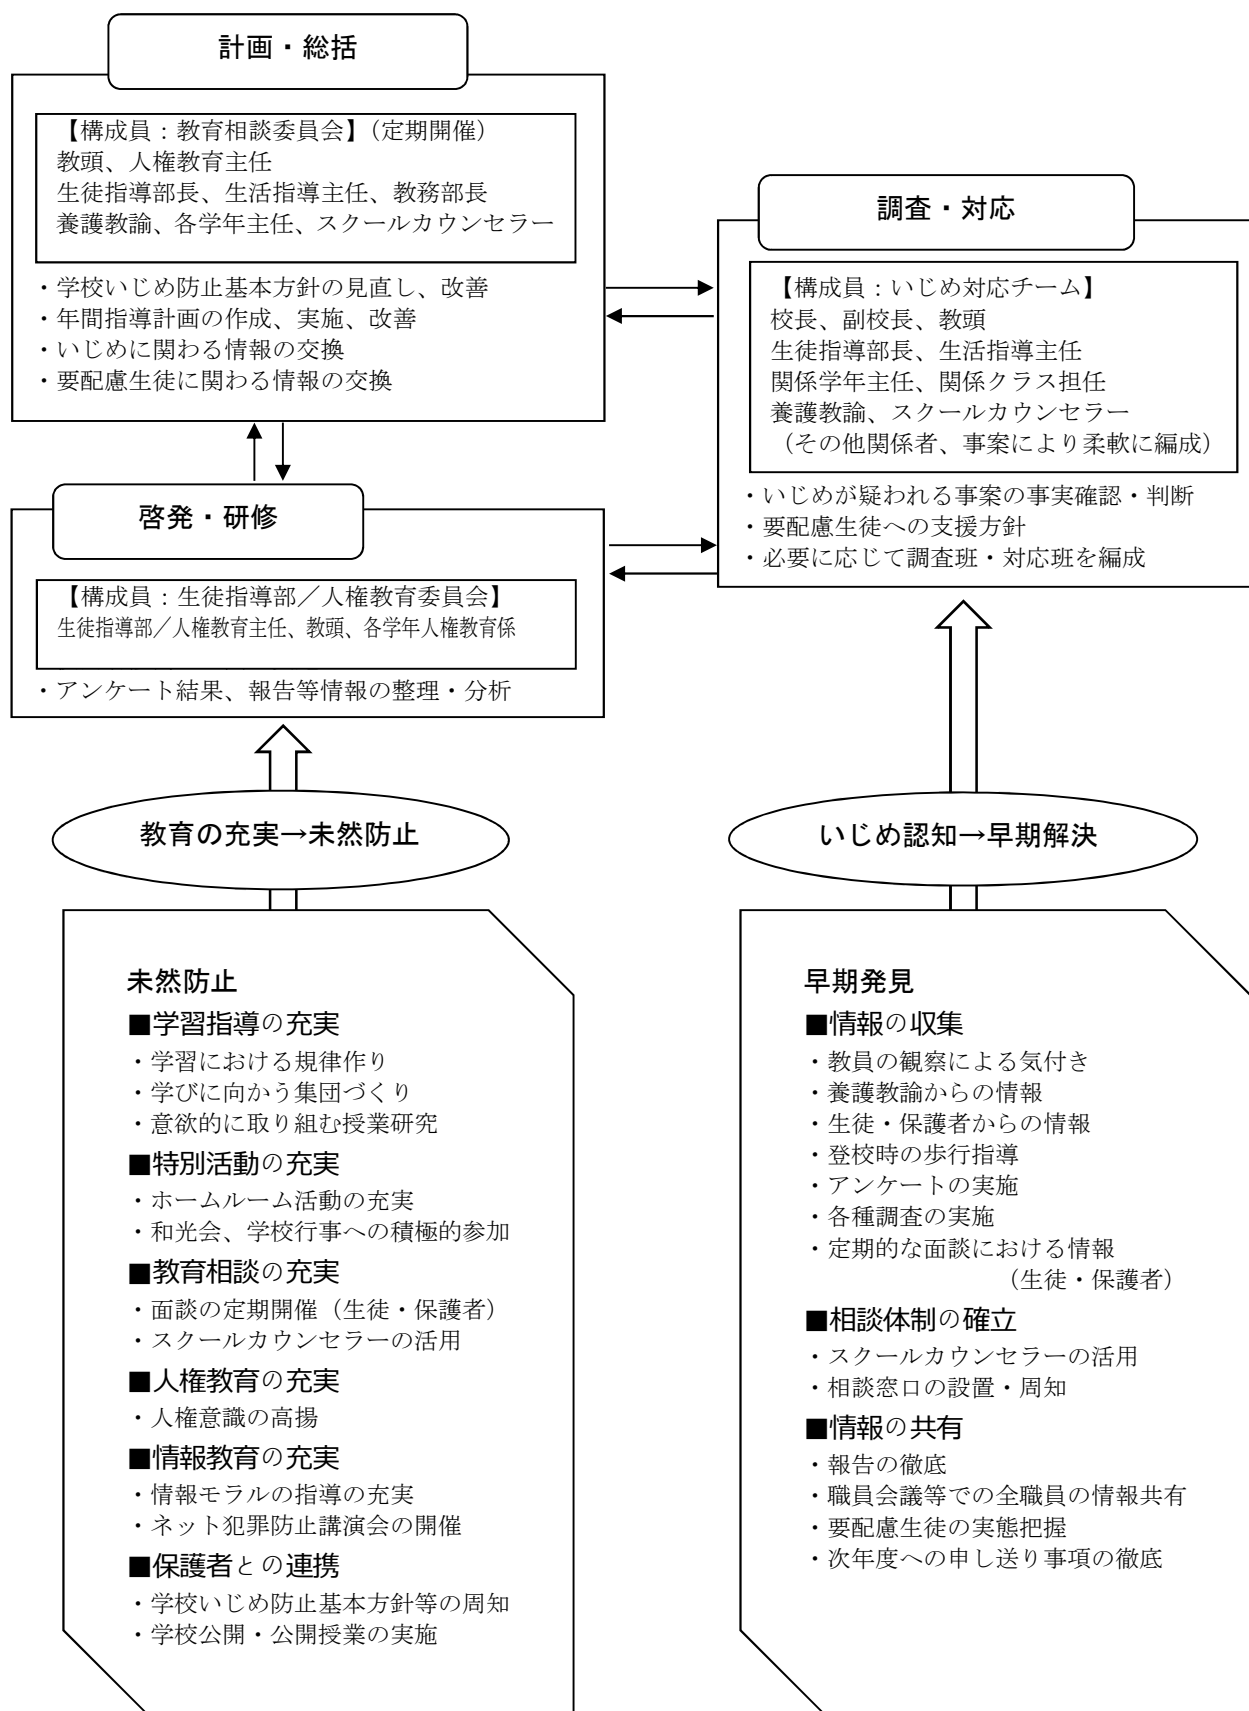 計画・総括
【構成員：教育相談委員会】（定期開催）
教頭、人権教育主任
生徒指導部長、生活指導主任、教務部長
養護教諭、各学年主任、スクールカウンセラー
・学校いじめ防止基本方針の見直し、改善
・年間指導計画の作成、実施、改善
・いじめに関わる情報の交換
・要配慮生徒に関わる情報の交換
調査・対応
【構成員：いじめ対応チーム】
校長、副校長、教頭
生徒指導部長、生活指導主任
関係学年主任、関係クラス担任
養護教諭、スクールカウンセラー
（その他関係者、事案により柔軟に編成）
・いじめが疑われる事案の事実確認・判断
・要配慮生徒への支援方針
・必要に応じて調査班・対応班を編成
啓発・研修
【構成員：生徒指導部／人権教育委員会】
生徒指導部／人権教育主任、教頭、各学年人権教育係
・アンケート結果、報告等情報の整理・分析
教育の充実→未然防止
いじめ認知→早期解決
未然防止
■学習指導の充実
・学習における規律作り
・学びに向かう集団づくり
・意欲的に取り組む授業研究
■特別活動の充実
・ホームルーム活動の充実
・和光会、学校行事への積極的参加
■教育相談の充実
・面談の定期開催（生徒・保護者）
・スクールカウンセラーの活用
■人権教育の充実
・人権意識の高揚
■情報教育の充実
・情報モラルの指導の充実
・ネット犯罪防止講演会の開催
■保護者との連携
・学校いじめ防止基本方針等の周知
・学校公開・公開授業の実施
早期発見
■情報の収集
・教員の観察による気付き
・養護教諭からの情報
・生徒・保護者からの情報
・登校時の歩行指導
・アンケートの実施
・各種調査の実施
・定期的な面談における情報
（生徒・保護者）
■相談体制の確立
・スクールカウンセラーの活用
・相談窓口の設置・周知
■情報の共有
・報告の徹底
・職員会議等での全職員の情報共有
・要配慮生徒の実態把握
・次年度への申し送り事項の徹底